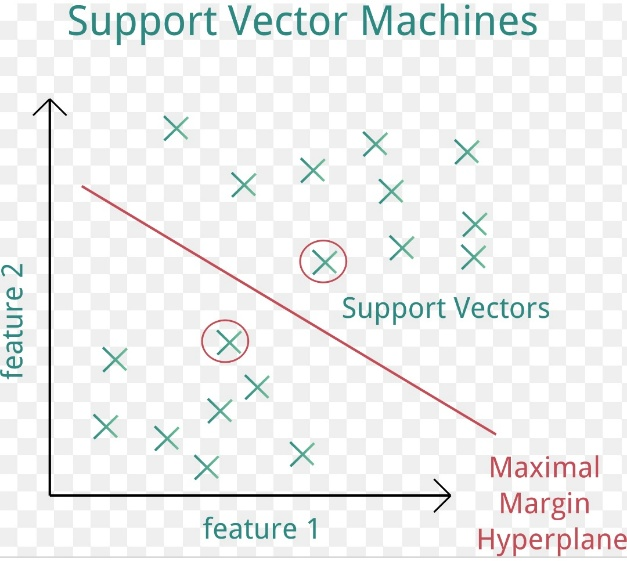 Support Vector Machines
feature 2
Support Vectors
Maximal
Margin
Hyperplane
feature 1